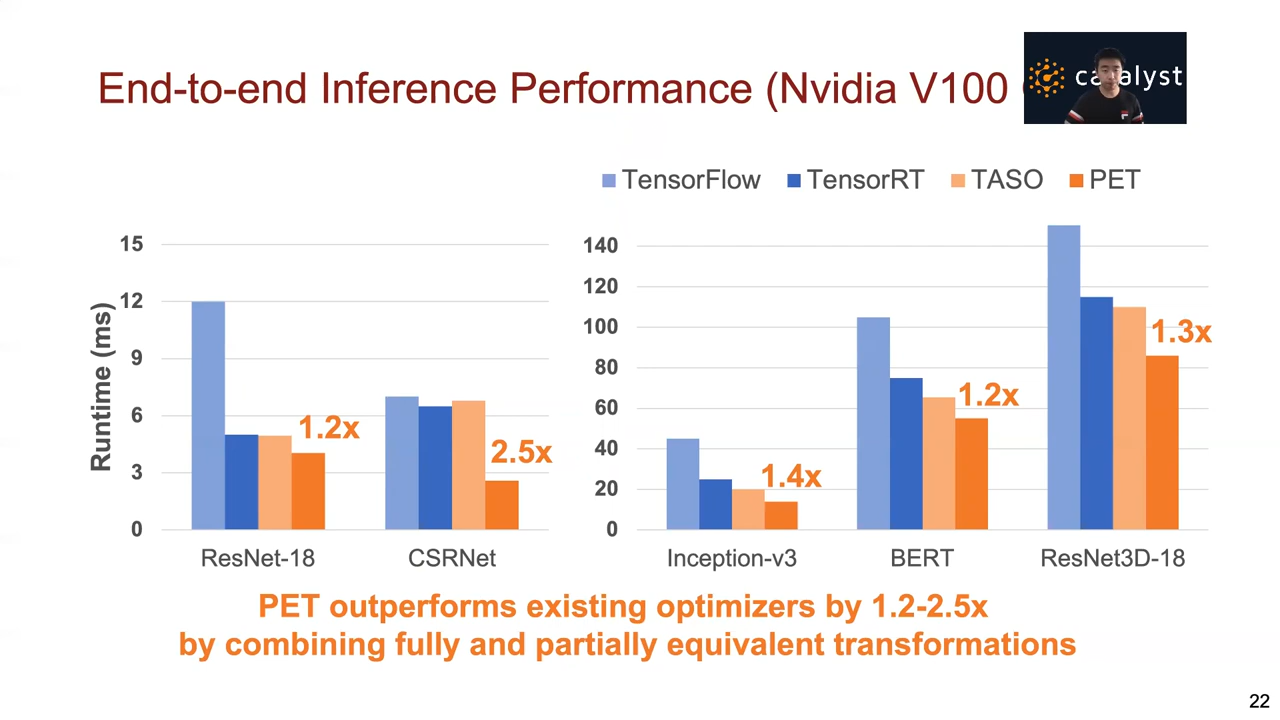 End-to-end Inference Performance (Nvidia V100
catalyst
TensorFlow TensorRT TASO PET
Runtime (ms)
15
12
9
6
3
0
1.2x
2.5x
ResNet-18 CSRNet
140
120
100
80
60
40
20
0
1.4x
1.2x
1.3x
Inception-v3 BERT ResNet3D-18
PET outperforms existing optimizers by 1.2-2.5x
by combining fully and partially equivalent transformations
22